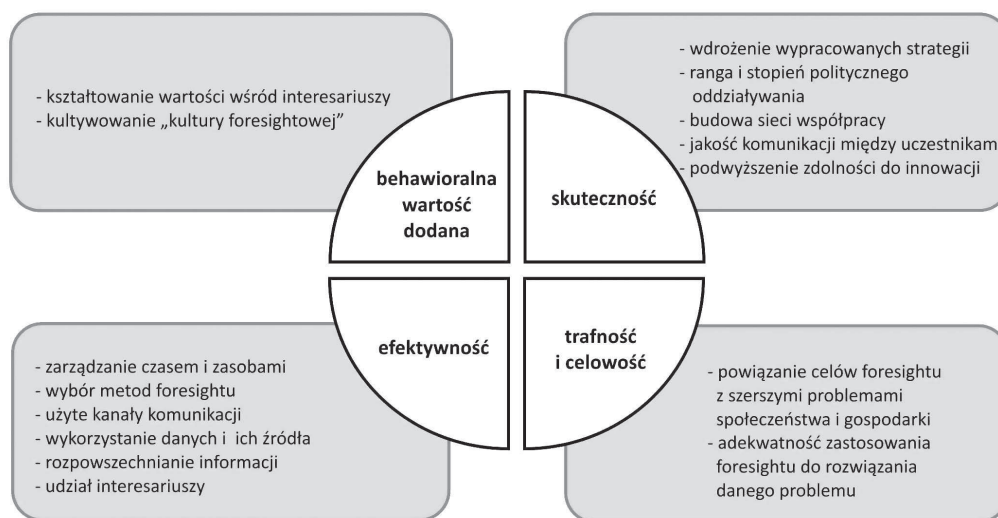 - kształtowanie wartości wśród interesariuszy
- kultywowanie „kultury foresightowej”
- wdrożenie wypracowanych strategii
- ranga i stopień politycznego
oddziaływania
- budowa sieci współpracy
- jakość komunikacji między uczestnikam
- podwyższenie zdolności do innowacji
behawioralna
wartość
dodana
skuteczność
efektywność
trafność
i celowość
- zarządzanie czasem i zasobami
- wybór metod foresightu
- użyte kanały komunikacji
- wykorzystanie danych i ich źródła
- rozpowszechnianie informacji
- udział interesariuszy
- powiązanie celów foresightu
z szerszymi problemami
społeczeństwa i gospodarki
- adekwatność zastosowania
foresightu do rozwiązania
danego problemu